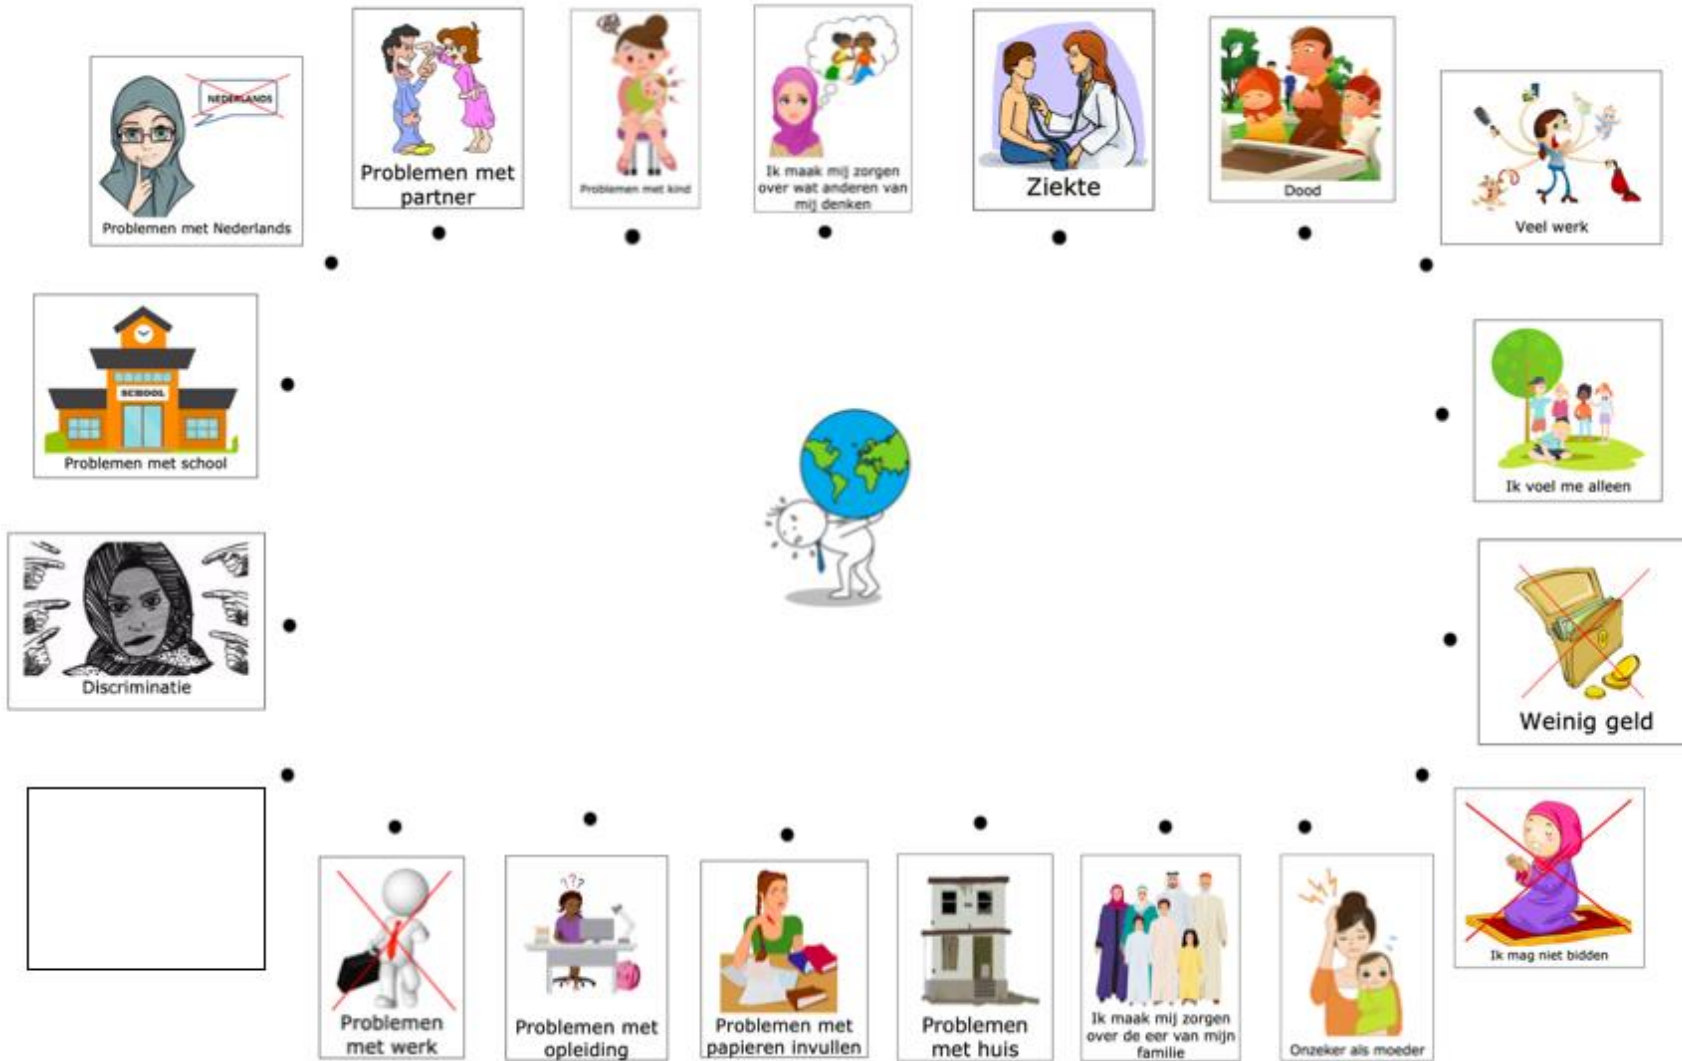 NEDERLANDS
Problemen met Nederlands
Problemen met
partner
Problemen met kind
Ik maak mij zorgen
over wat anderen van
mij denken
Ziekte
Dood
Veel werk
SCHOOL
Problemen met school
Ik voel me alleen
Discriminatie
Weinig geld
Problemen
met werk
???
Problemen met
opleiding
Problemen met
papieren invullen
Problemen
met huis
Ik maak mij zorgen
over de eer van mijn
familie
Onzeker als moeder
Ik mag niet bidden